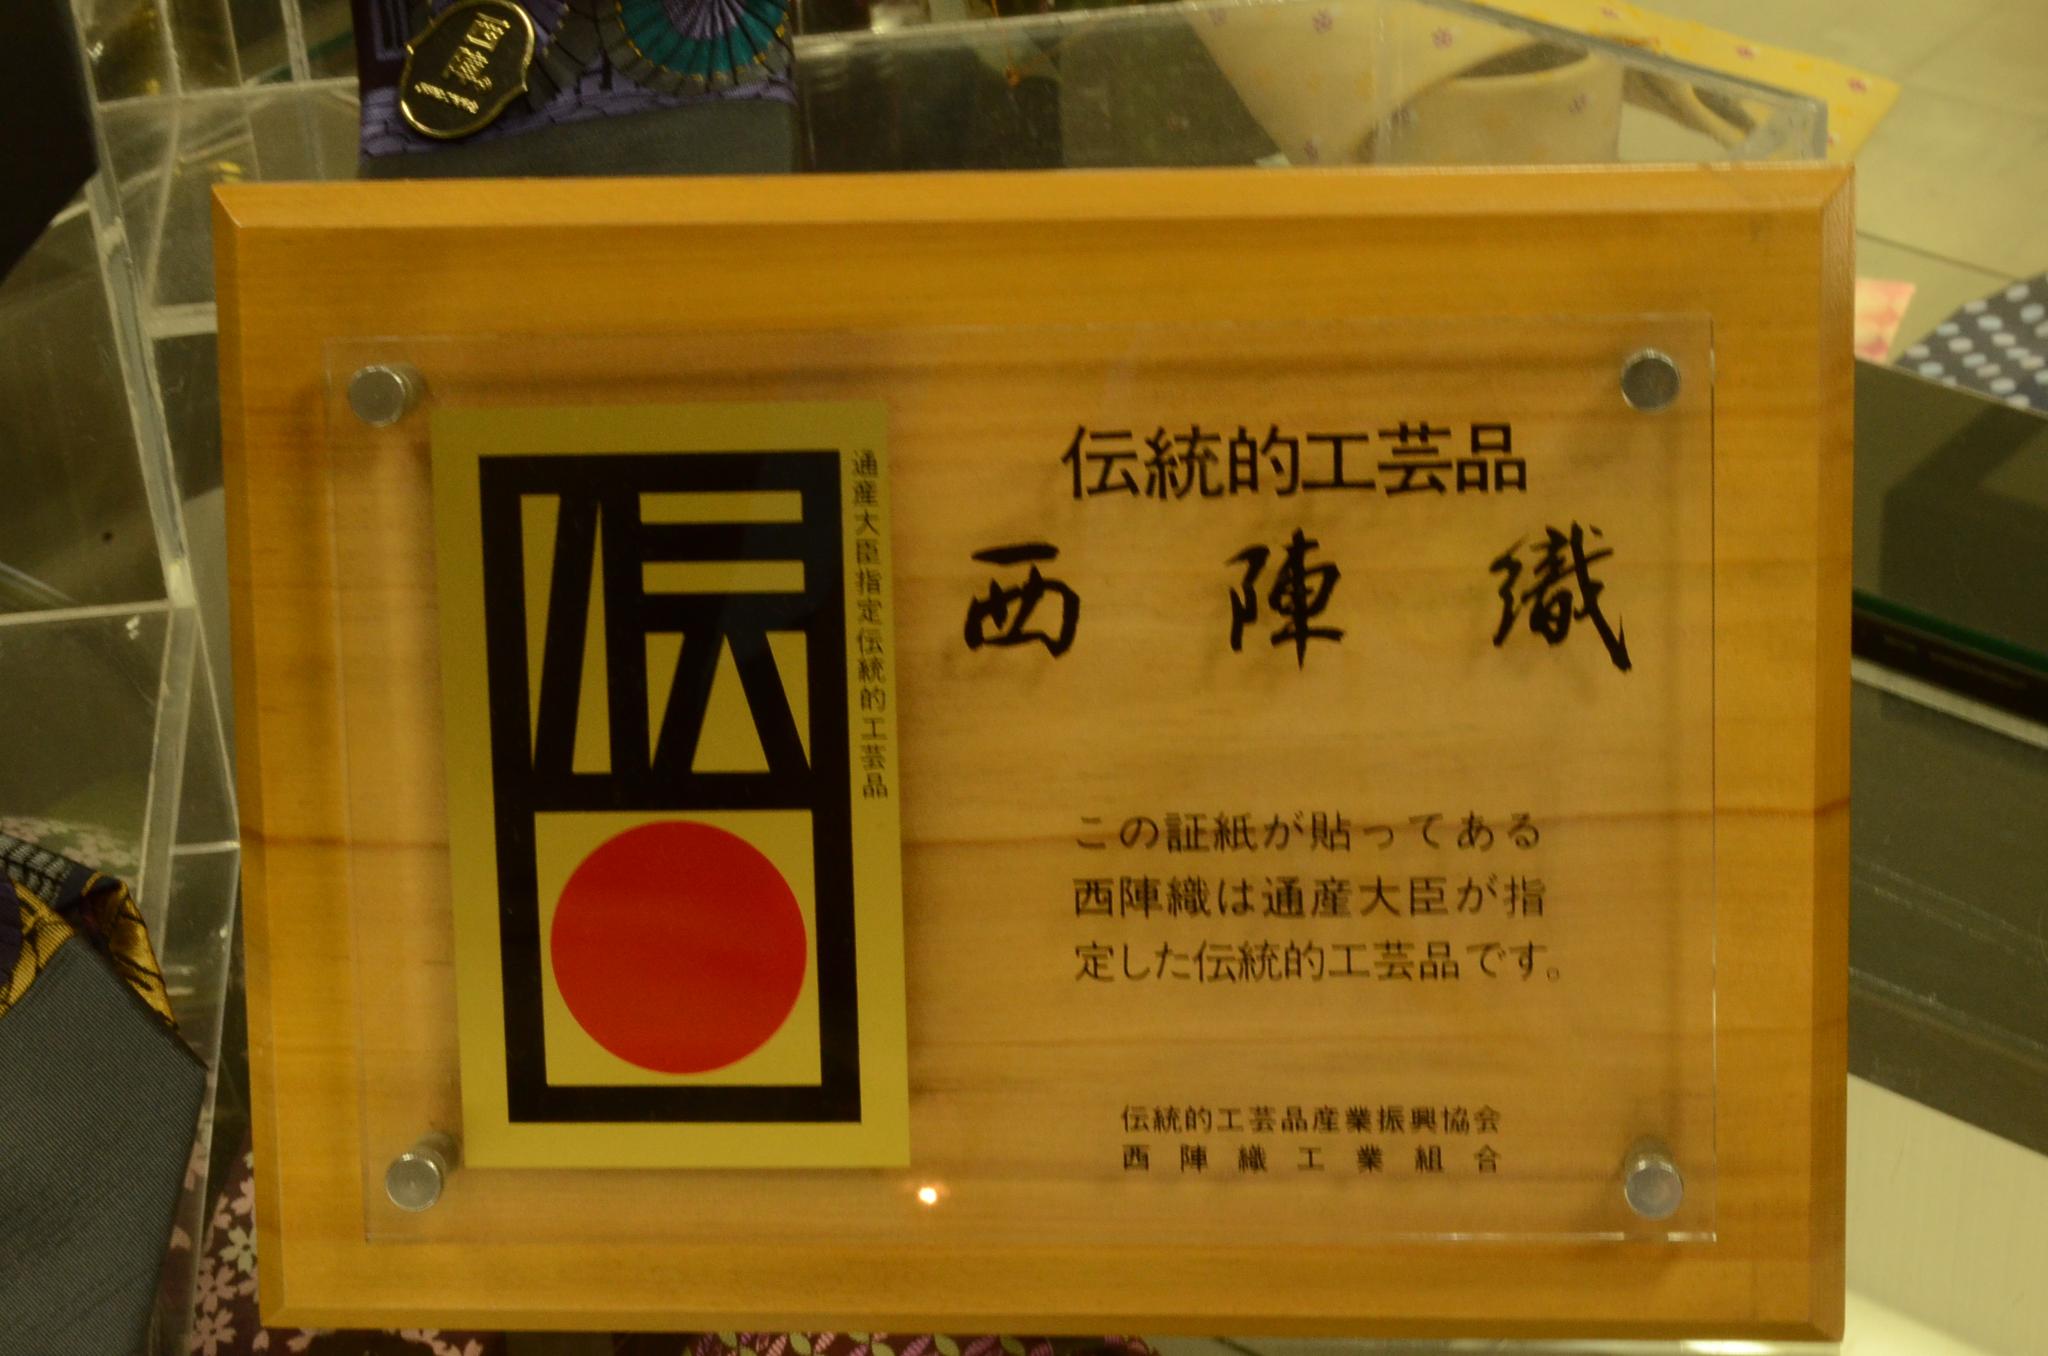 伝
通産大臣指定伝統的工芸品
伝統的工芸品
西陣織
この証紙が貼ってある
西陣織は通産大臣が指
定した伝統的工芸品です。
伝統的工芸品産業振興協会
西陣織工業組合